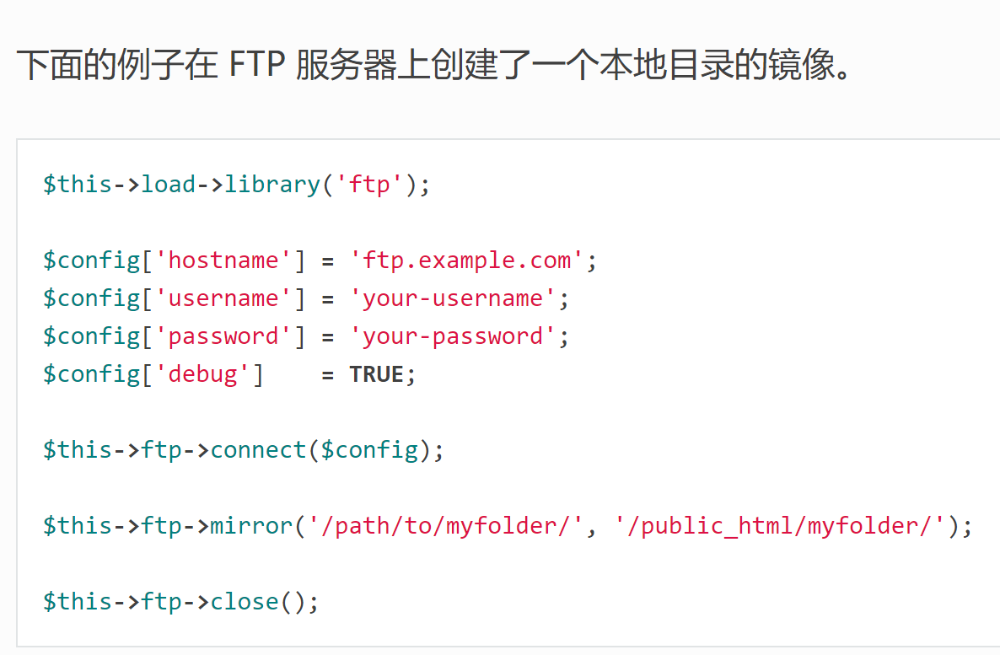 下面的例子在 FTP 服务器上创建了一个本地目录的镜像。
$this->load->library('ftp');
$config['hostname'] = 'ftp.example.com';
$config['username'] = 'your-username';
$config['password'] = 'your-password';
$config['debug']    = TRUE;
$this->ftp->connect($config);
$this->ftp->mirror('/path/to/myfolder/', '/public_html/myfolder/');
$this->ftp->close();